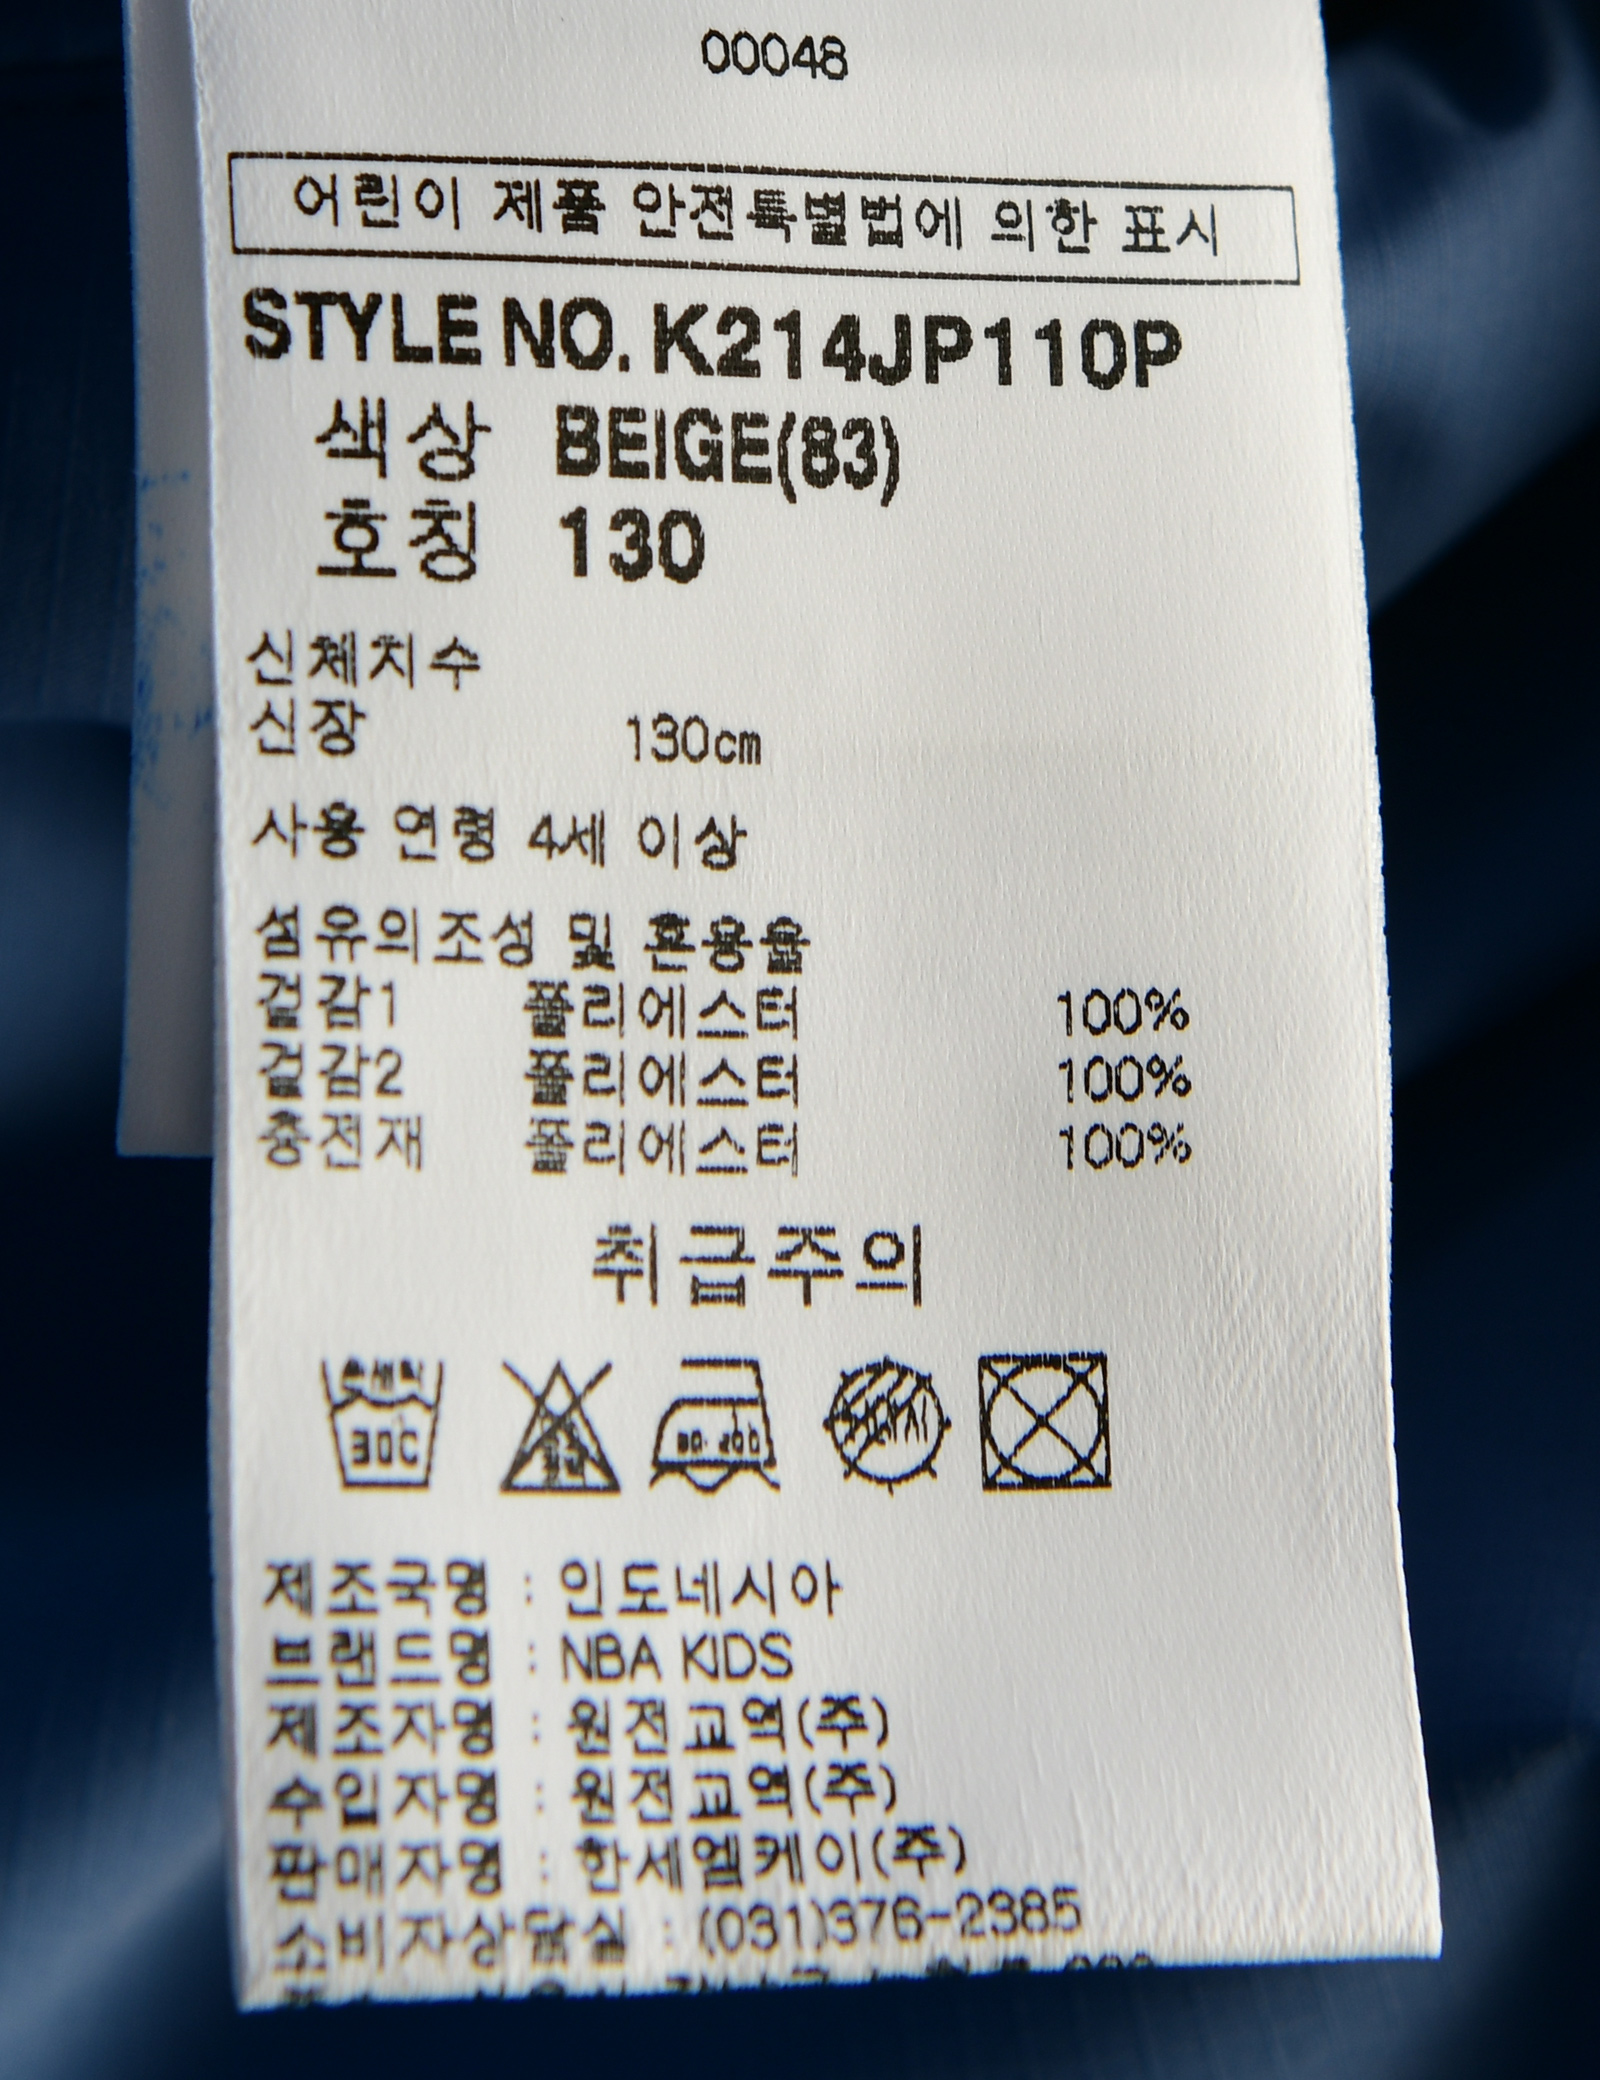 00048
어린이 제품 안전특별법에 의한 표시
STYLE NO. K214JP110P
색상 BEIGE(83)
호칭 130
신체치수
신장 130cm
사용 연령 4세 이상
섬유의조성 및 혼용율
겉감1 폴리에스터 100%
겉감2 폴리에스터 100%
충전재 폴리에스터 100%
취급주의
손세탁
30C
80-200
제조국명 : 인도네시아
브랜드명 : NBA KIDS
제조자명 : 원전교역(주)
수입자명 : 원전교역(주)
판매자명 : 한세엘케이(주)
소비자상담실 : (031)376-2385